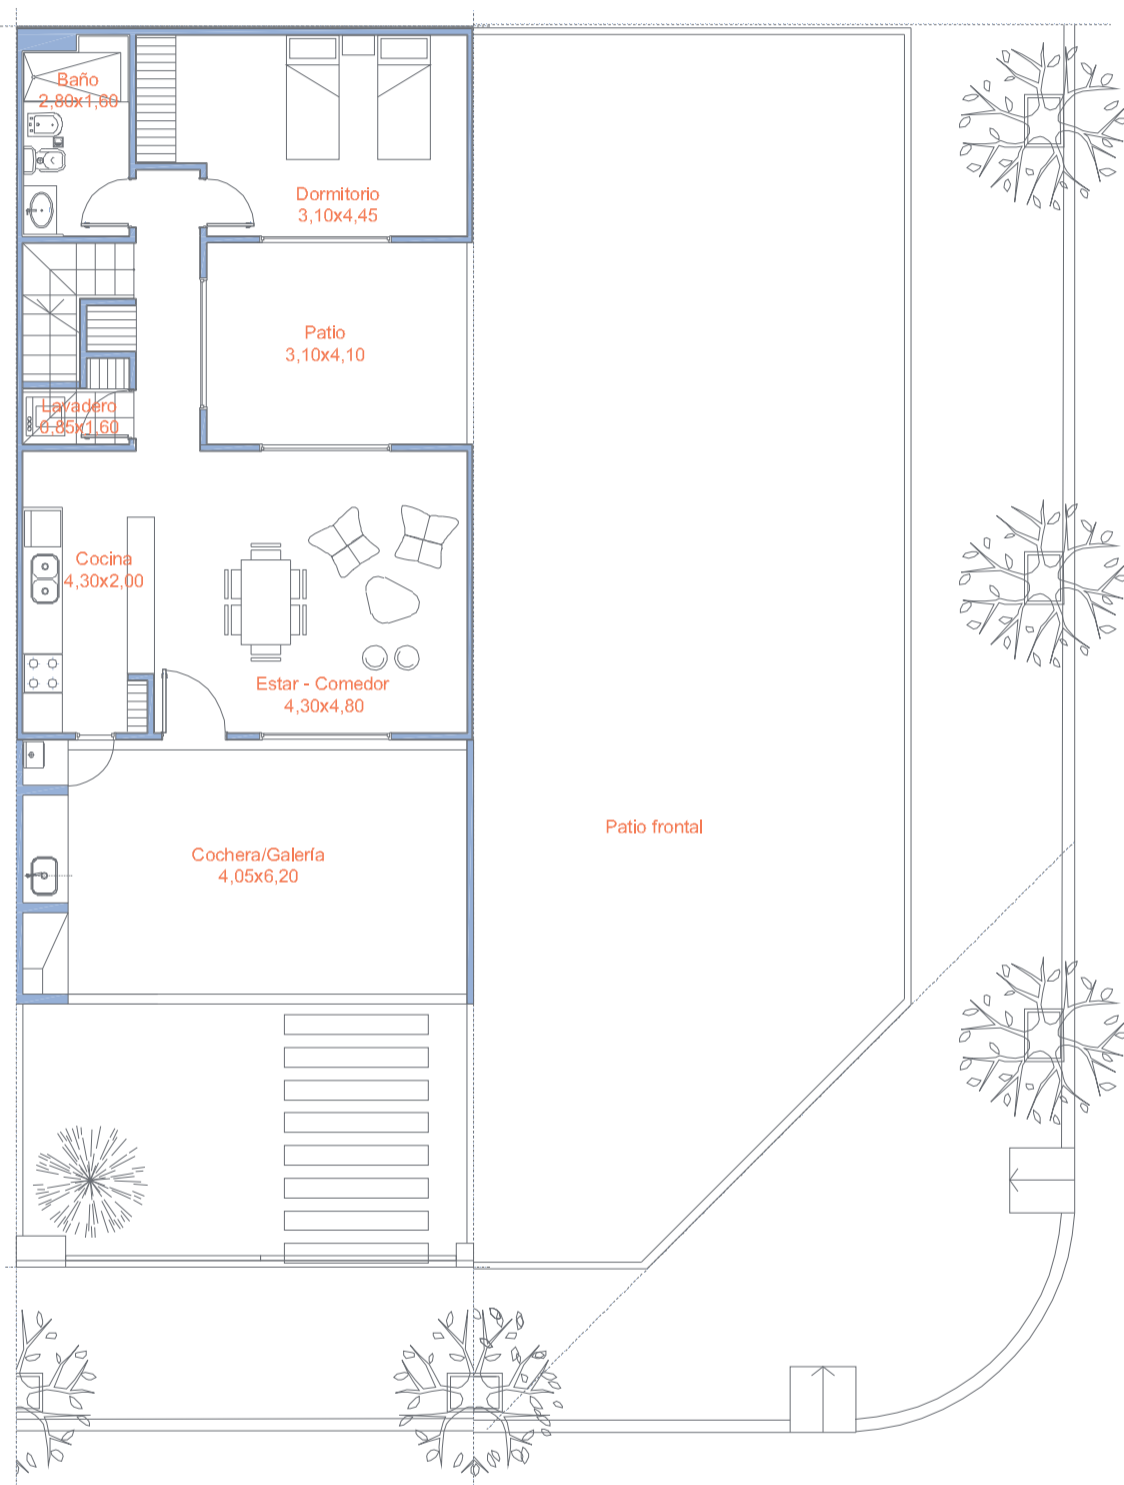 Baño
2,80x1,60
Dormitorio
3,10x4,45
Patio
3,10x4,10
Lavadero
0,85x1,60
Cocina
4,30x2,00
Estar - Comedor
4,30x4,80
Patio frontal
Cochera/Galería
4,05x6,20